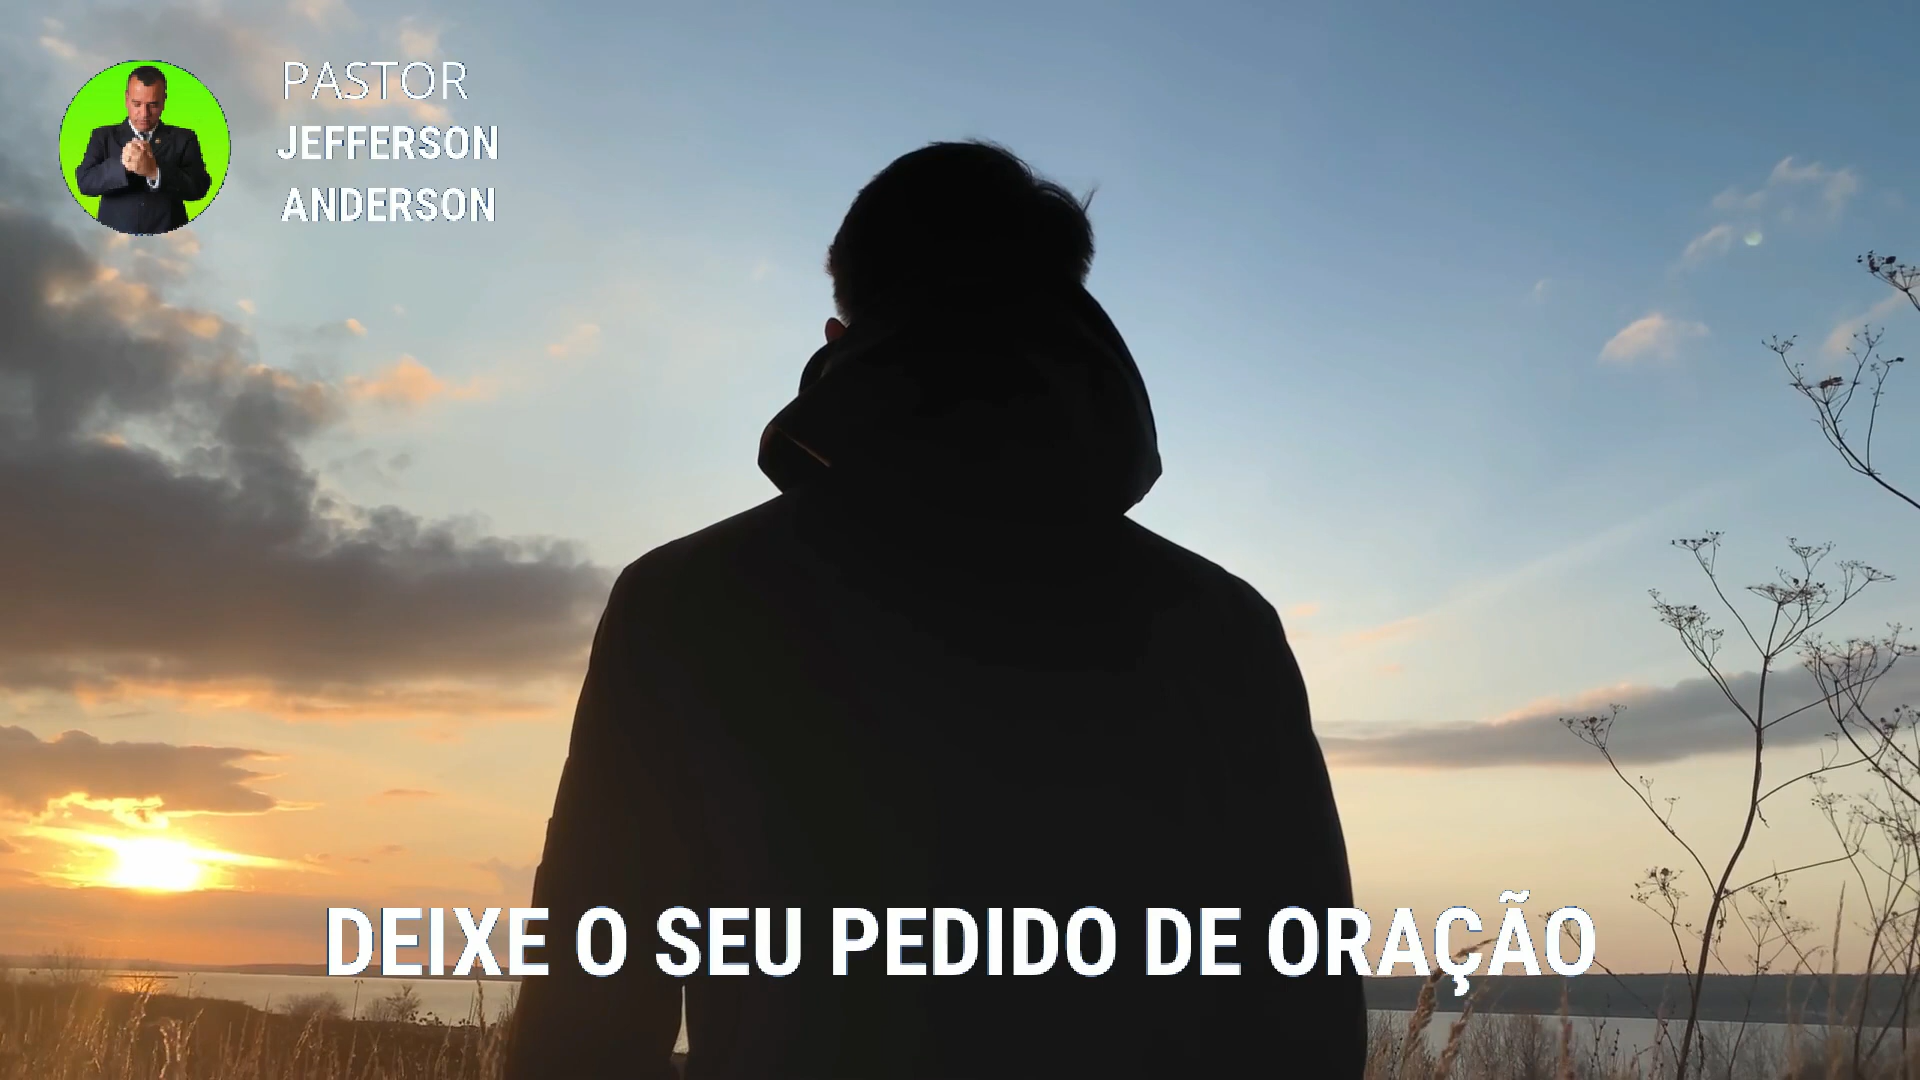 PASTOR
JEFFERSON
ANDERSON
DEIXE O SEU PEDIDO DE ORAÇÃO